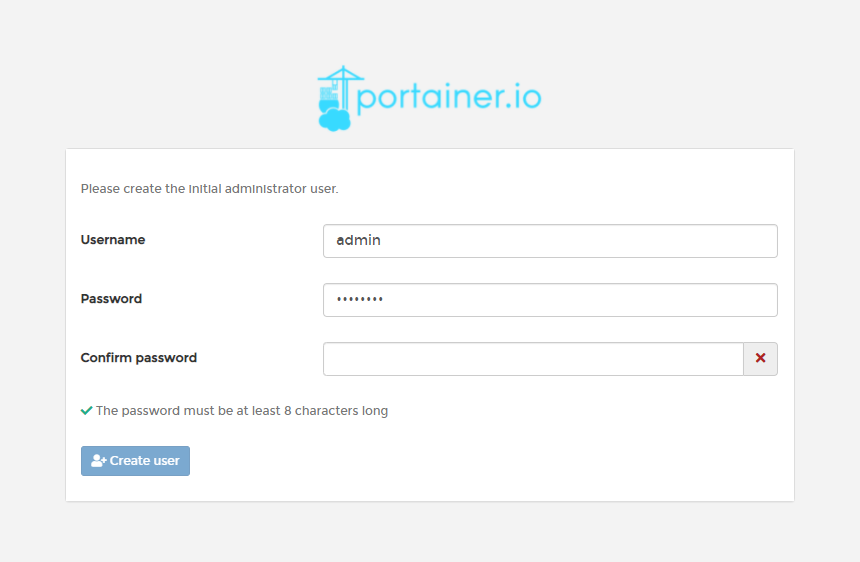 portainer.io
Please create the initial administrator user.
Username
admin
Password
••••••••
Confirm password
The password must be at least 8 characters long
Create user